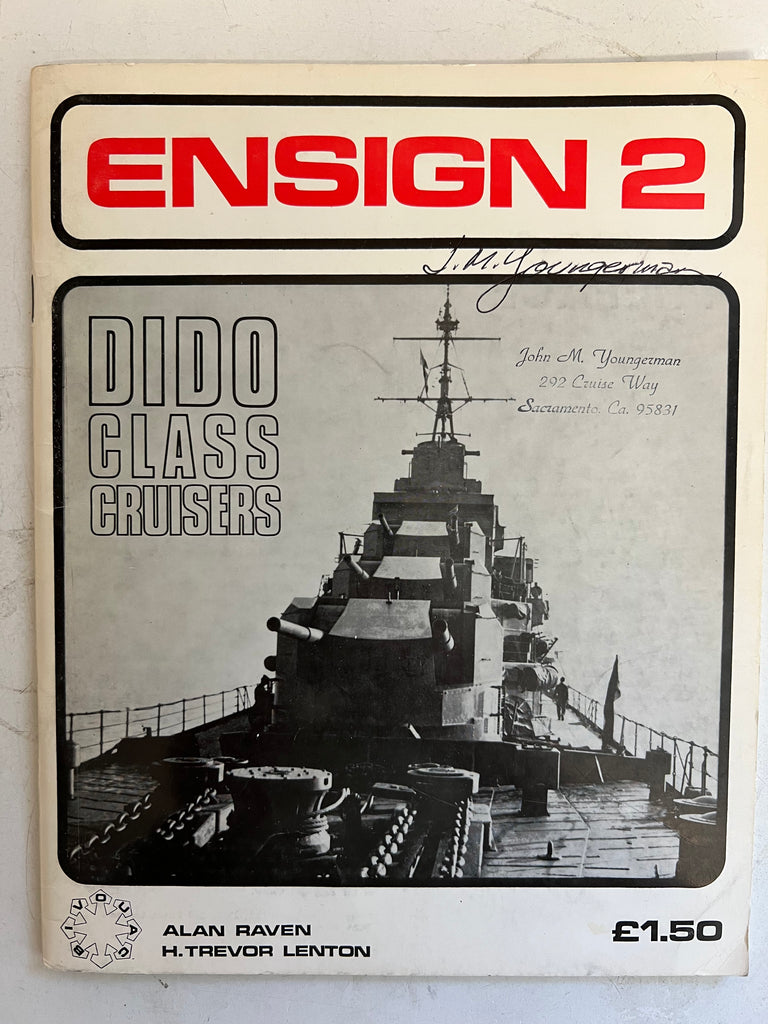 ENSIGN 2
J. M. Youngerman
DIDO
CLASS
CRUISERS
John M. Youngerman
292 Cruise Way
Sacramento, Ca. 95831
BIVOUAC
ALAN RAVEN
H. TREVOR LENTON
£1.50